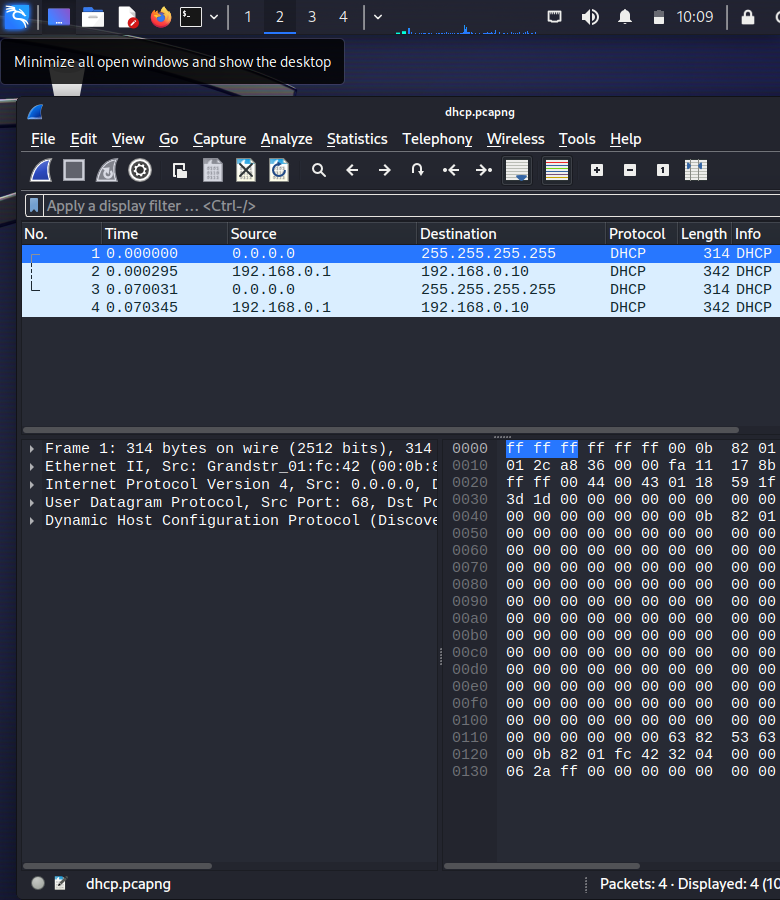 1 2 3 4 10:09
Minimize all open windows and show the desktop
dhcp.pcapng
File Edit View Go Capture Analyze Statistics Telephony Wireless Tools Help
Apply a display filter ... <Ctrl-/>
No. Time Source Destination Protocol Length Info
1 0.000000 0.0.0.0 255.255.255.255 DHCP 314 DHCP
2 0.000295 192.168.0.1 192.168.0.10 DHCP 342 DHCP
3 0.070031 0.0.0.0 255.255.255.255 DHCP 314 DHCP
4 0.070345 192.168.0.1 192.168.0.10 DHCP 342 DHCP
Frame 1: 314 bytes on wire (2512 bits), 314
Ethernet II, Src: Grandstr_01:fc:42 (00:0b:8
Internet Protocol Version 4, Src: 0.0.0.0, D
User Datagram Protocol, Src Port: 68, Dst Po
Dynamic Host Configuration Protocol (Discove
0000 ff ff ff ff ff ff 00 0b 82 01
0010 01 2c a8 36 00 00 fa 11 17 8b
0020 ff ff 00 44 00 43 01 18 59 1f
0030 3d 1d 00 00 00 00 00 00 00 00
0040 00 00 00 00 00 00 00 0b 82 01
0050 00 00 00 00 00 00 00 00 00 00
0060 00 00 00 00 00 00 00 00 00 00
0070 00 00 00 00 00 00 00 00 00 00
0080 00 00 00 00 00 00 00 00 00 00
0090 00 00 00 00 00 00 00 00 00 00
00a0 00 00 00 00 00 00 00 00 00 00
00b0 00 00 00 00 00 00 00 00 00 00
00c0 00 00 00 00 00 00 00 00 00 00
00d0 00 00 00 00 00 00 00 00 00 00
00e0 00 00 00 00 00 00 00 00 00 00
00f0 00 00 00 00 00 00 00 00 00 00
0100 00 00 00 00 00 00 00 00 00 00
0110 00 00 00 00 00 00 63 82 53 63
0120 00 0b 82 01 fc 42 32 04 00 00
0130 06 2a ff 00 00 00 00 00 00 00
dhcp.pcapng
Packets: 4 · Displayed: 4 (10